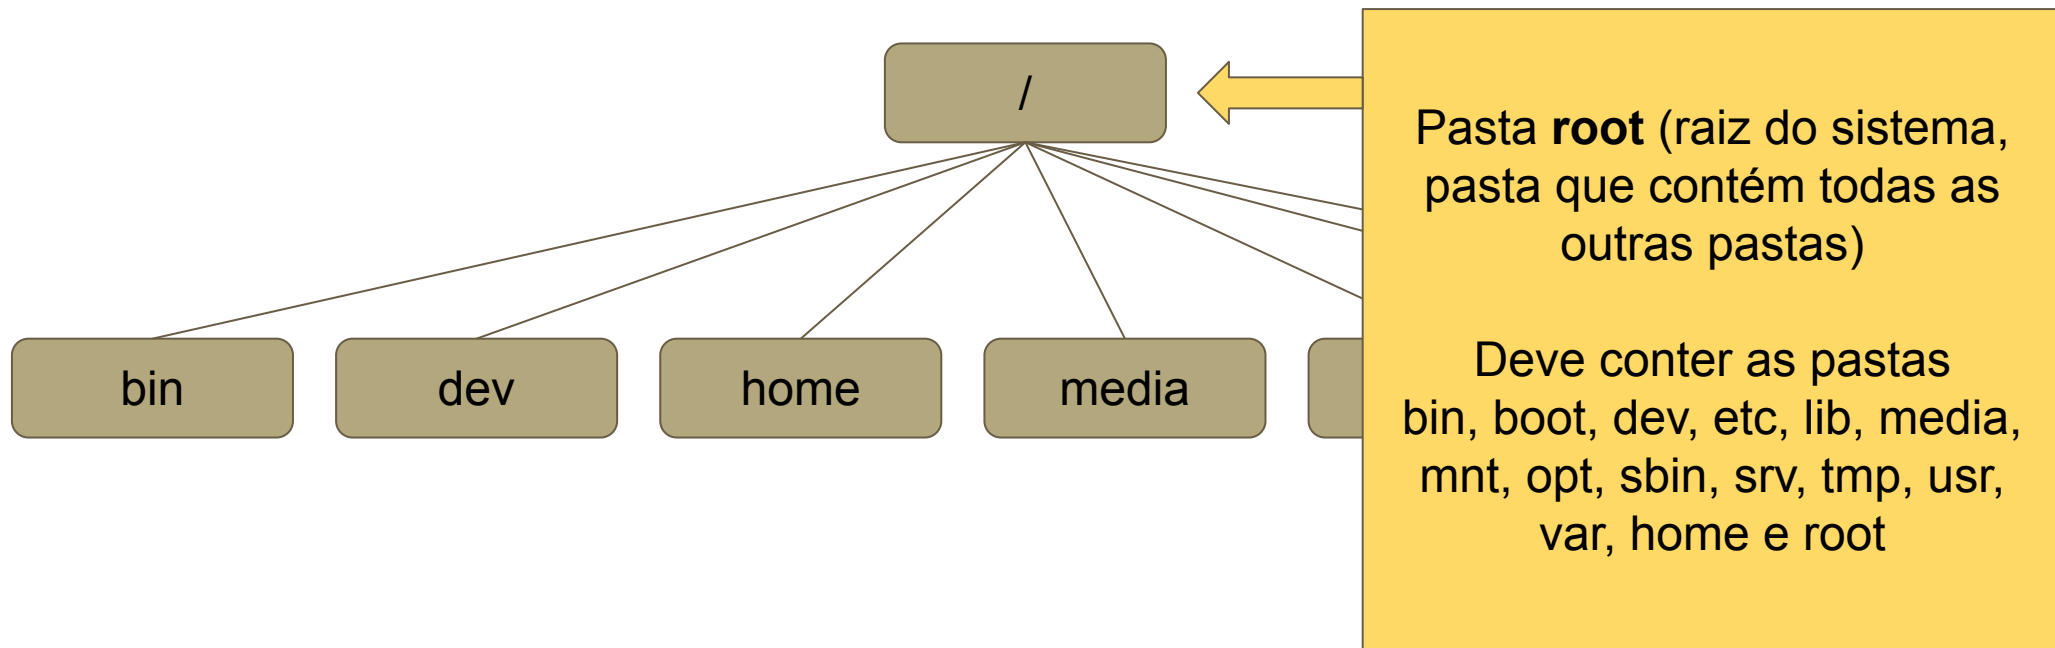 /
Pasta root (raiz do sistema,
pasta que contém todas as
outras pastas)
Deve conter as pastas
bin, boot, dev, etc, lib, media,
mnt, opt, sbin, srv, tmp, usr,
var, home e root
bin
dev
home
media